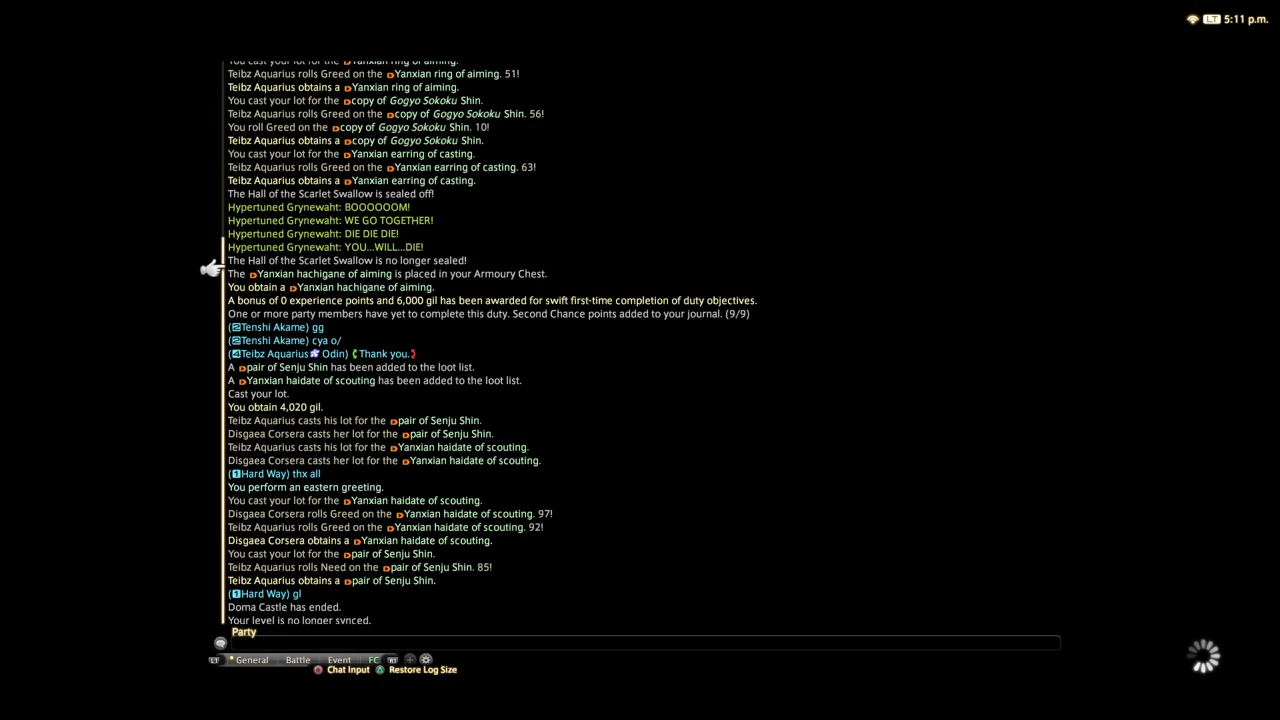 LT 5:11 p.m.
You cast your lot for the Yanxian ring of aiming.
Teibz Aquarius rolls Greed on the Yanxian ring of aiming. 51!
Teibz Aquarius obtains a Yanxian ring of aiming.
You cast your lot for the copy of Gogyo Sokoku Shin.
Teibz Aquarius rolls Greed on the copy of Gogyo Sokoku Shin. 56!
You roll Greed on the copy of Gogyo Sokoku Shin. 10!
Teibz Aquarius obtains a copy of Gogyo Sokoku Shin.
You cast your lot for the Yanxian earring of casting.
Teibz Aquarius rolls Greed on the Yanxian earring of casting. 63!
Teibz Aquarius obtains a Yanxian earring of casting.
The Hall of the Scarlet Swallow is sealed off!
Hypertuned Grynewaht: BOOOOOOM!
Hypertuned Grynewaht: WE GO TOGETHER!
Hypertuned Grynewaht: DIE DIE DIE!
Hypertuned Grynewaht: YOU...WILL...DIE!
The Hall of the Scarlet Swallow is no longer sealed!
The Yanxian hachigane of aiming is placed in your Armoury Chest.
You obtain a Yanxian hachigane of aiming.
A bonus of 0 experience points and 6,000 gil has been awarded for swift first-time completion of duty objectives.
One or more party members have yet to complete this duty. Second Chance points added to your journal. (9/9)
(2Tenshi Akame) gg
(2Tenshi Akame) cya o/
(4Teibz Aquarius Odin) Thank you.
A pair of Senju Shin has been added to the loot list.
A Yanxian haidate of scouting has been added to the loot list.
Cast your lot.
You obtain 4,020 gil.
Teibz Aquarius casts his lot for the pair of Senju Shin.
Disgaea Corsera casts her lot for the pair of Senju Shin.
Teibz Aquarius casts his lot for the Yanxian haidate of scouting.
Disgaea Corsera casts her lot for the Yanxian haidate of scouting.
(1Hard Way) thx all
You perform an eastern greeting.
You cast your lot for the Yanxian haidate of scouting.
Disgaea Corsera rolls Greed on the Yanxian haidate of scouting. 97!
Teibz Aquarius rolls Greed on the Yanxian haidate of scouting. 92!
Disgaea Corsera obtains a Yanxian haidate of scouting.
You cast your lot for the pair of Senju Shin.
Teibz Aquarius rolls Need on the pair of Senju Shin. 85!
Teibz Aquarius obtains a pair of Senju Shin.
(1Hard Way) gl
Doma Castle has ended.
Your level is no longer synced.
Party
L1 * General Battle Event FC R1
Chat Input Restore Log Size